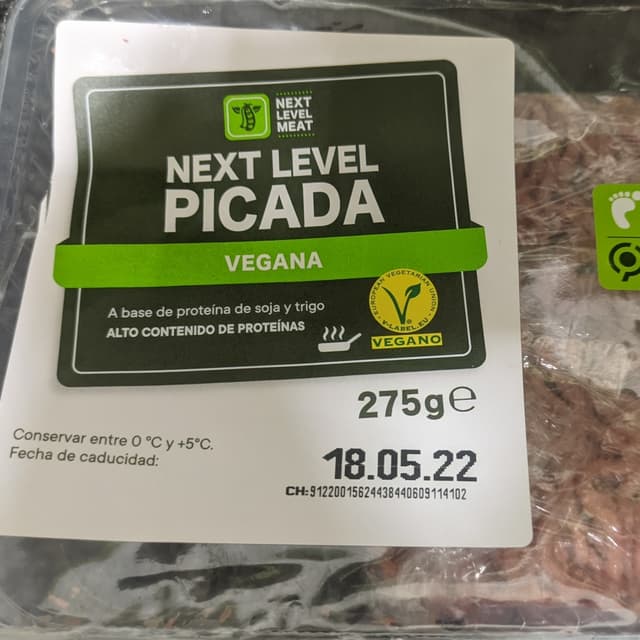 NEXT
LEVEL
MEAT
NEXT LEVEL
PICADA
VEGANA
A base de proteína de soja y trigo
ALTO CONTENIDO DE PROTEÍNAS
EUROPEAN VEGETARIAN UNION
V-LABEL.EU
VEGANO
275g℮
Conservar entre 0 °C y +5°C.
Fecha de caducidad:
18.05.22
CH:91220015624438440609114102